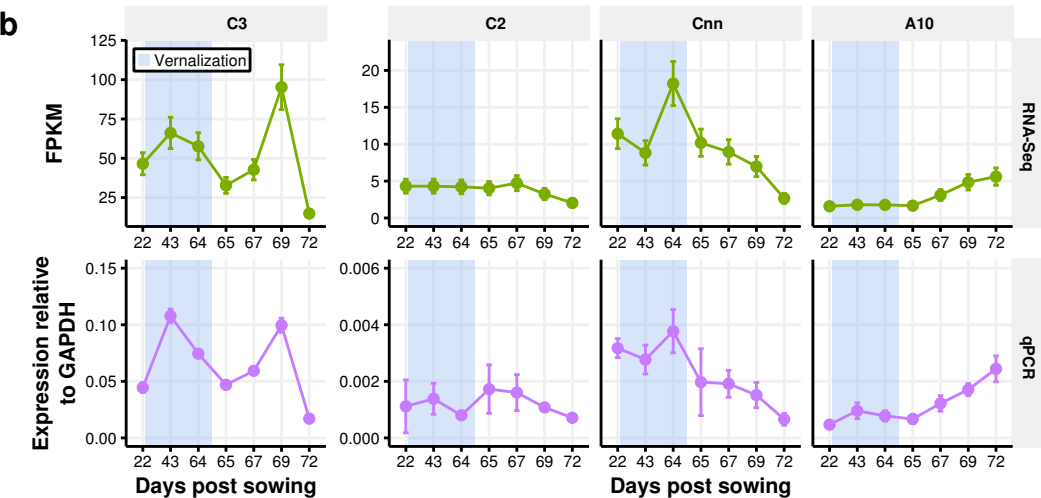 b
C3 C2 Cnn A10
125
100
75
50
25
Vernalization
FPKM
20
15
10
5
0
RNA-Seq
22 43 64 65 67 69 72
22 43 64 65 67 69 72
22 43 64 65 67 69 72
22 43 64 65 67 69 72
0.15
0.10
0.05
0.00
Expression relative
to GAPDH
0.006
0.004
0.002
0.000
qPCR
22 43 64 65 67 69 72
22 43 64 65 67 69 72
22 43 64 65 67 69 72
22 43 64 65 67 69 72
Days post sowing
Days post sowing